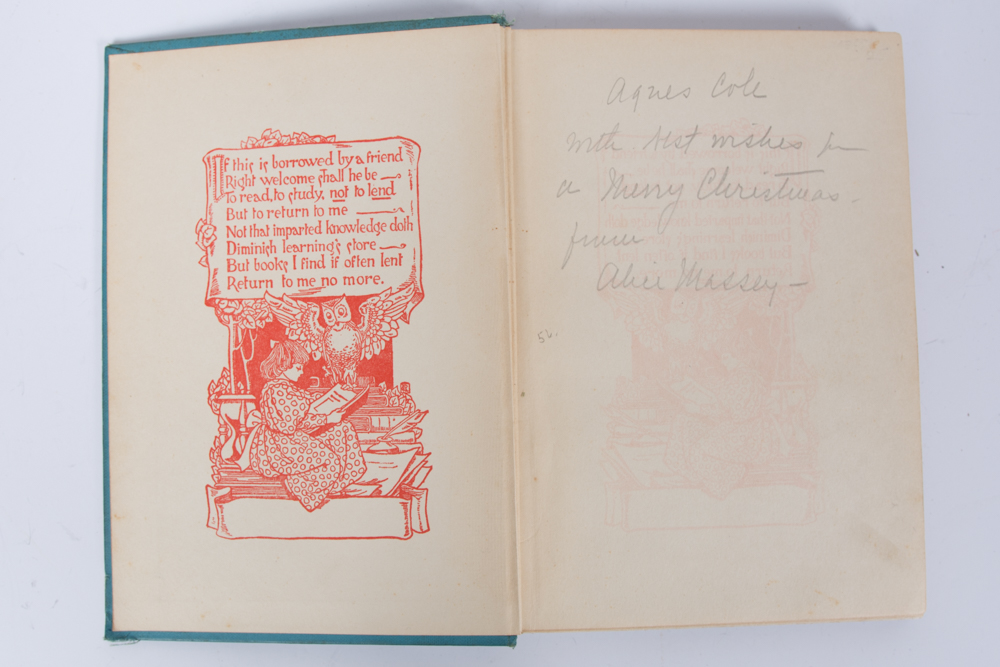 If this is borrowed by a friend
Right welcome shall he be
To read, to study, not to lend
But to return to me
Not that imparted knowledge doth
Diminish learning's store
But books I find if often lent
Return to me no more.
Agnes Cole
with best wishes for
a Merry Christmas.
from
Alice Massey-
52.